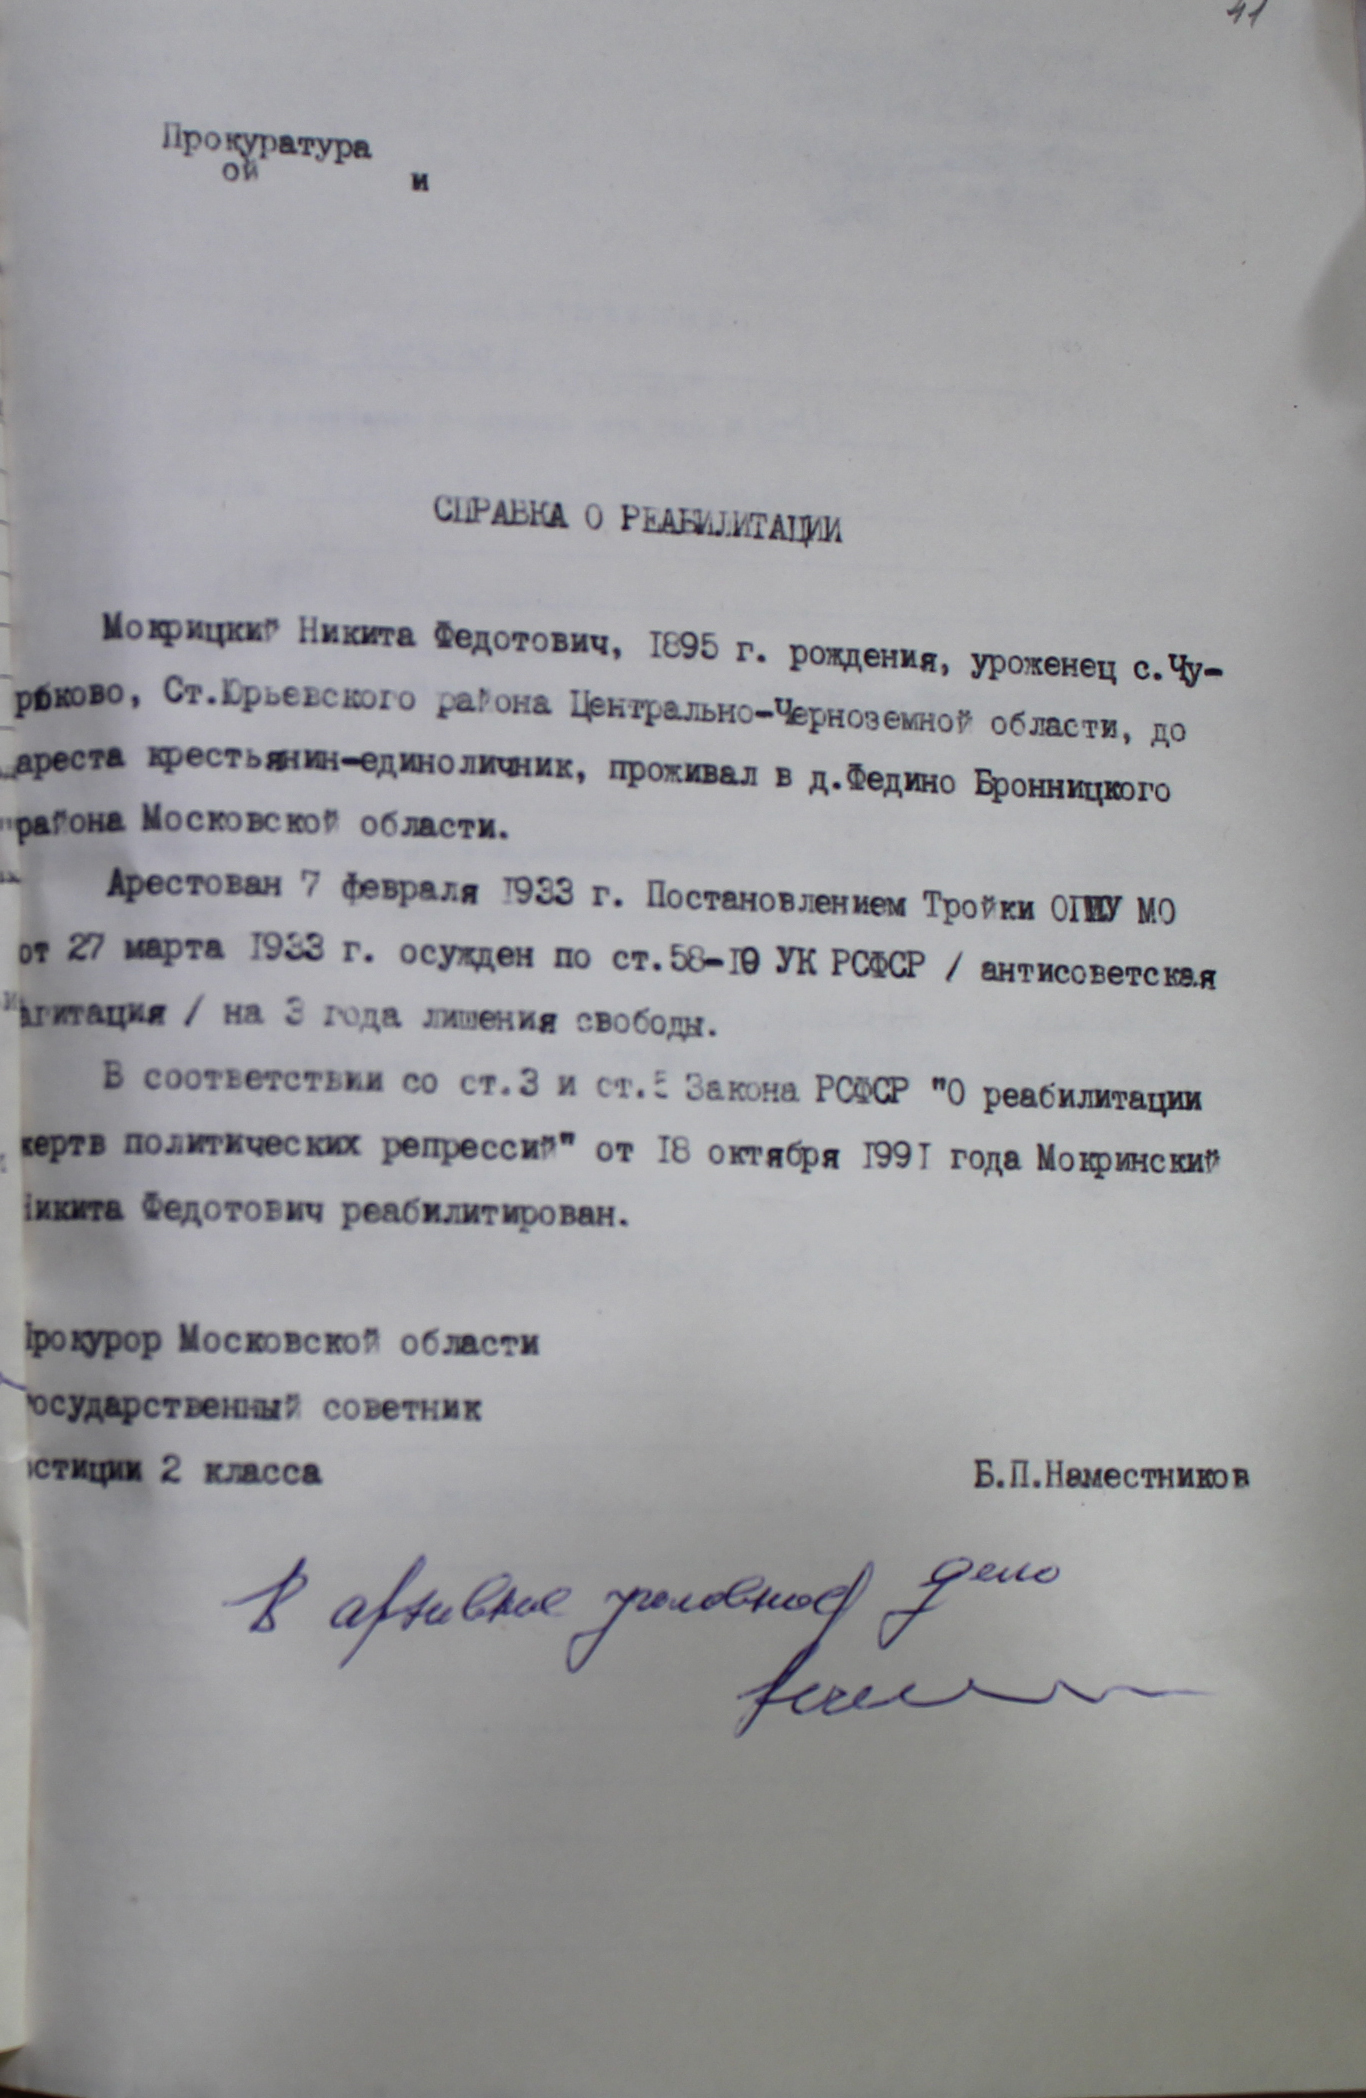 41
Прокуратура
ой и
СПРАВКА О РЕАБИЛИТАЦИИ
Мокрицкий Никита Федотович, 1895 г. рождения, уроженец с.Чу-
рюково, Ст.Юрьевского района Центрально-Черноземной области, до
ареста крестьянин-единоличник, проживал в д.Федино Бронницкого
района Московской области.
Арестован 7 февраля 1933 г. Постановлением Тройки ОГПУ МО
от 27 марта 1933 г. осужден по ст.58-10 УК РСФСР / антисоветская
агитация / на 3 года лишения свободы.
В соответствии со ст.3 и ст.5 Закона РСФСР "О реабилитации
жертв политических репрессий" от 18 октября 1991 года Мокринский
Никита Федотович реабилитирован.
Прокурор Московской области
государственный советник
юстиции 2 класса Б.П.Наместников
В архивное уголовное дело